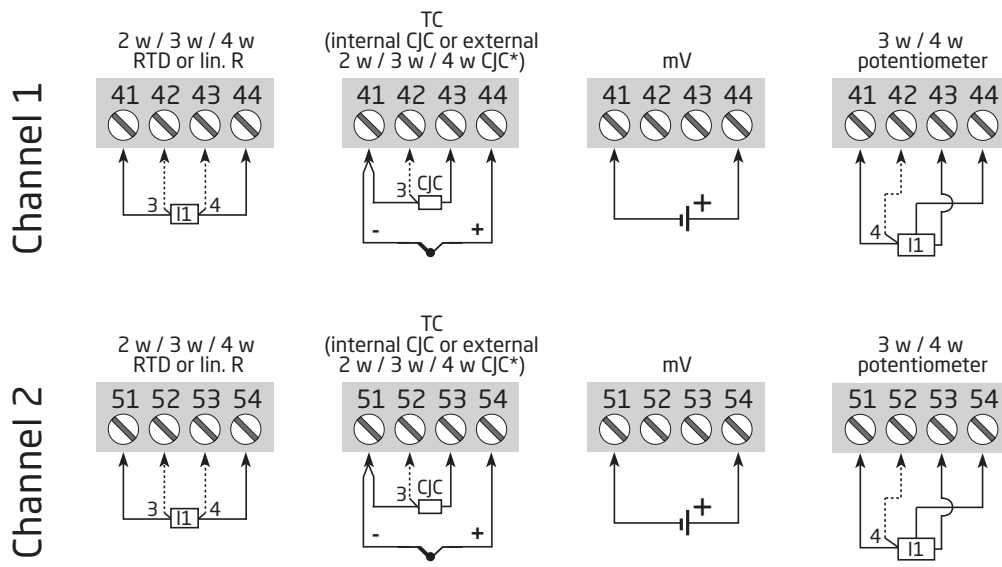 Channel 1
2 w / 3 w / 4 w
RTD or lin. R
41 42 43 44
3 I1 4
TC
(internal CJC or external
2 w / 3 w / 4 w CJC*)
41 42 43 44
3 CJC
- +
mV
41 42 43 44
+
3 w / 4 w
potentiometer
41 42 43 44
4 I1
Channel 2
2 w / 3 w / 4 w
RTD or lin. R
51 52 53 54
3 I1 4
TC
(internal CJC or external
2 w / 3 w / 4 w CJC*)
51 52 53 54
3 CJC
- +
mV
51 52 53 54
+
3 w / 4 w
potentiometer
51 52 53 54
4 I1